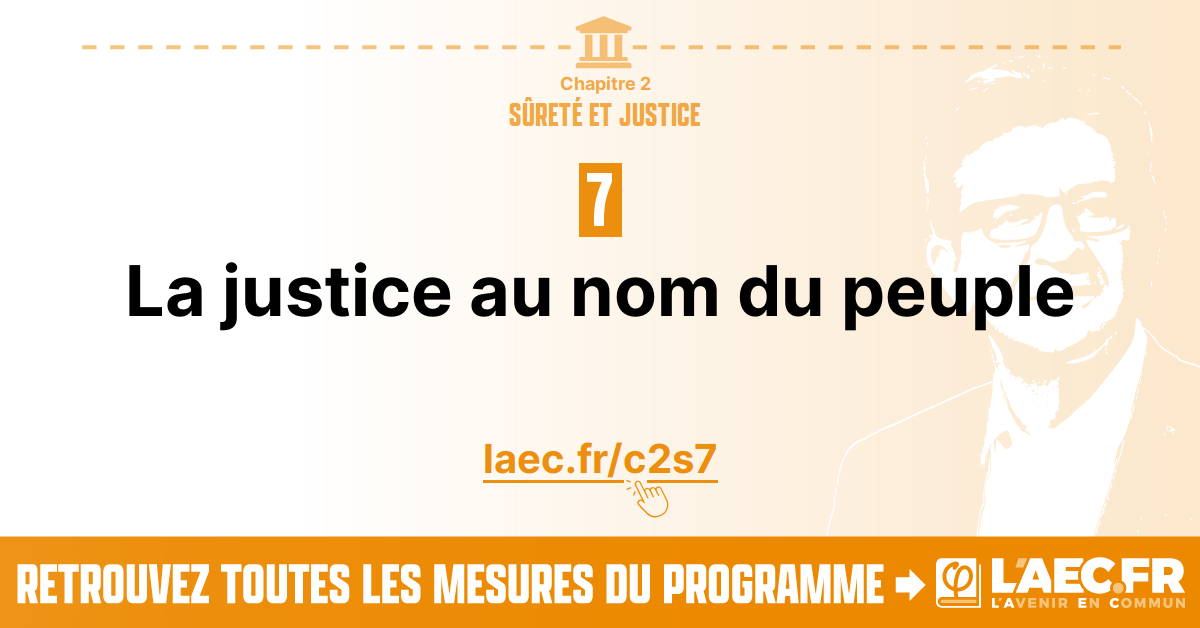 Chapitre 2
SÛRETÉ ET JUSTICE
7
La justice au nom du peuple
laec.fr/c2s7
RETROUVEZ TOUTES LES MESURES DU PROGRAMME
φ
L'AEC.FR
L'AVENIR EN COMMUN